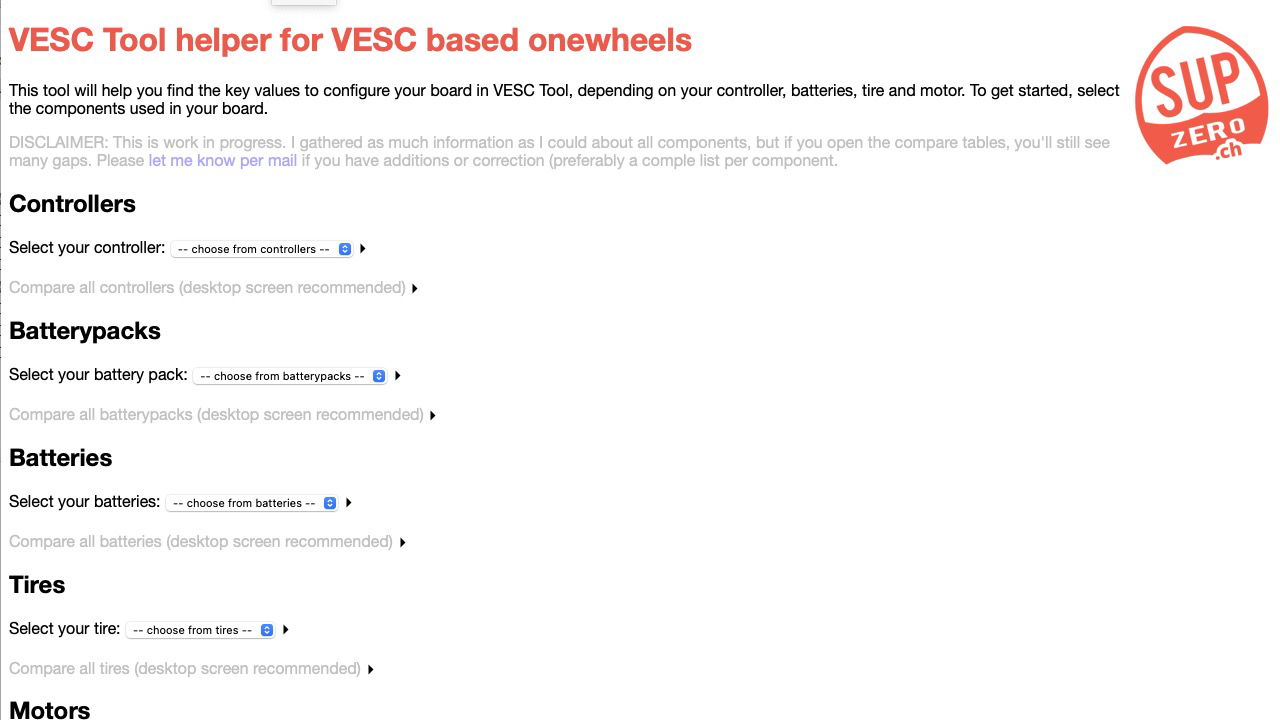 VESC Tool helper for VESC based onewheels
This tool will help you find the key values to configure your board in VESC Tool, depending on your controller, batteries, tire and motor. To get started, select
the components used in your board.
SUP
ZERO
.ch
DISCLAIMER: This is work in progress. I gathered as much information as I could about all components, but if you open the compare tables, you'll still see
many gaps. Please let me know per mail if you have additions or correction (preferably a comple list per component.
Controllers
Select your controller: -- choose from controllers --
Compare all controllers (desktop screen recommended)
Batterypacks
Select your battery pack: -- choose from batterypacks --
Compare all batterypacks (desktop screen recommended)
Batteries
Select your batteries: -- choose from batteries --
Compare all batteries (desktop screen recommended)
Tires
Select your tire: -- choose from tires --
Compare all tires (desktop screen recommended)
Motors